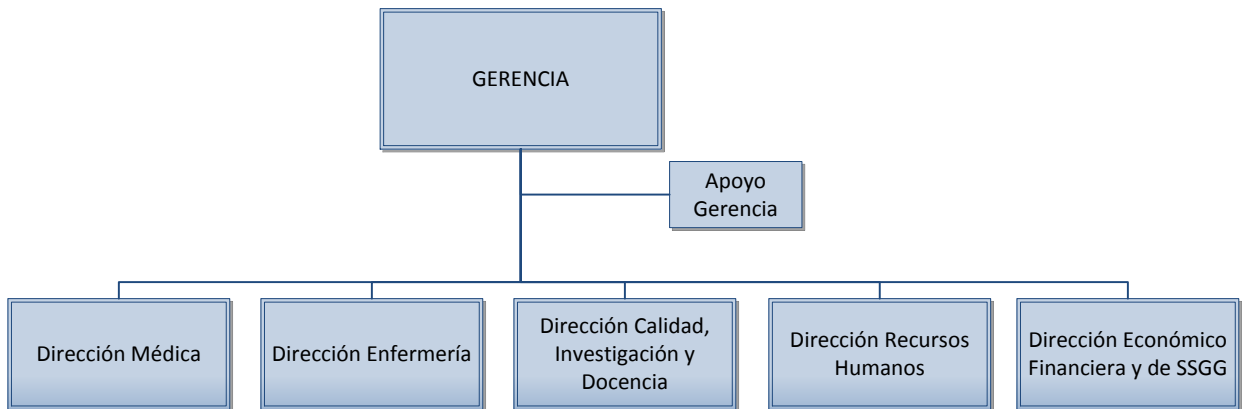 GERENCIA
Apoyo
Gerencia
Dirección Médica
Dirección Enfermería
Dirección Calidad,
Investigación y
Docencia
Dirección Recursos
Humanos
Dirección Económico
Financiera y de SSGG